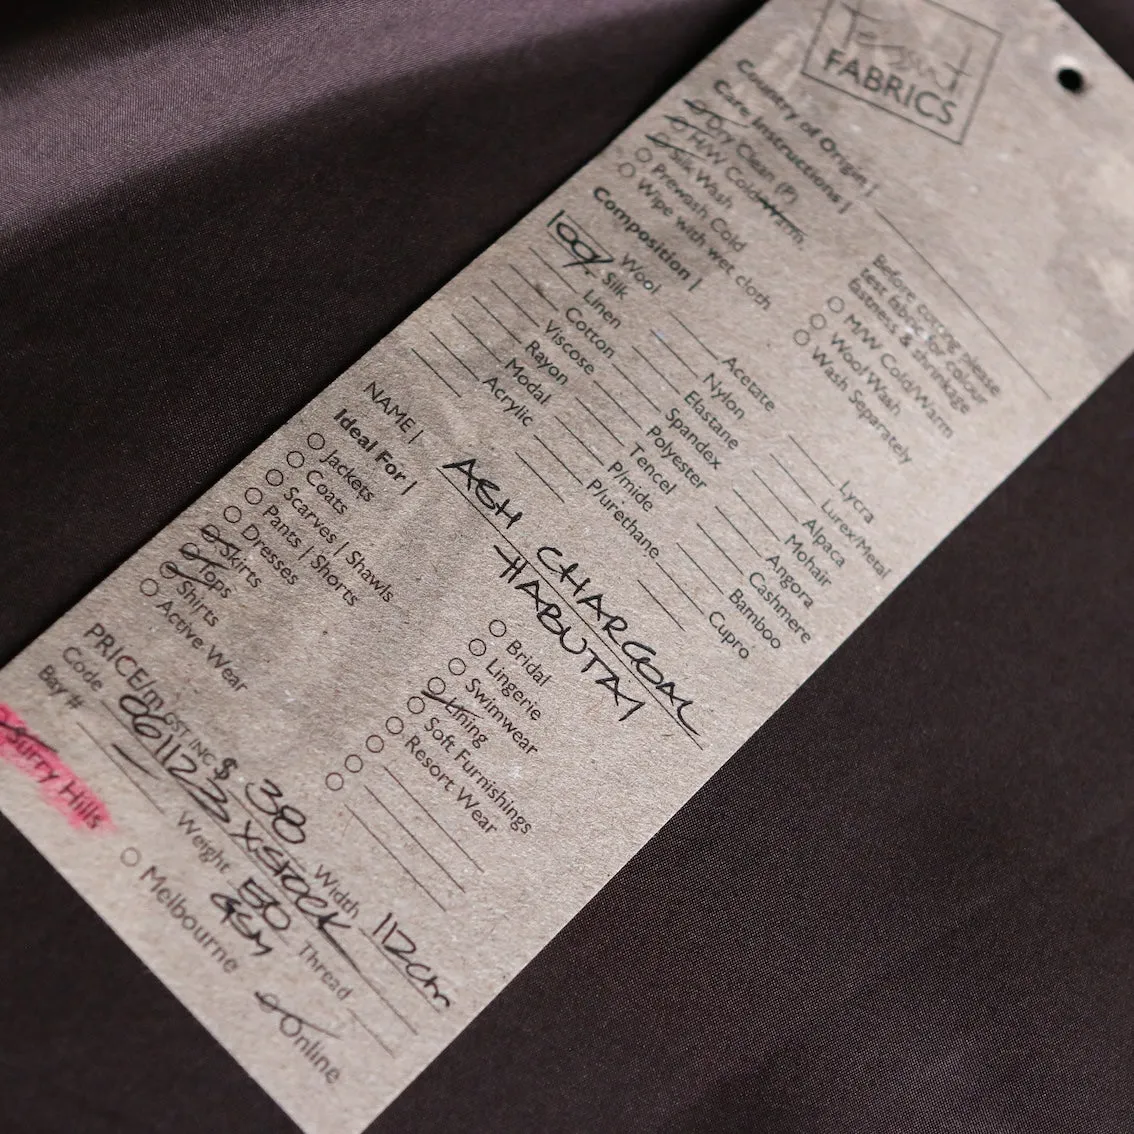 Tessuti
FABRICS
Country of Origin |
Care Instructions |
Dry Clean (P)
H/W Cold/Warm
Silk Wash
Prewash Cold
Wipe with wet cloth
Before cutting please
test fabric for colour
fastness & shrinkage
M/W Cold/Warm
Wool Wash
Wash Separately
Composition |
Wool
100% Silk
Linen
Cotton
Viscose
Rayon
Modal
Acrylic
Acetate
Nylon
Elastane
Spandex
Polyester
Tencel
P/mide
P/urethane
Lycra
Lurex/Metal
Alpaca
Mohair
Angora
Cashmere
Bamboo
Cupro
NAME | ASH CHARCOAL
HABUTAI
Ideal For |
Jackets
Coats
Scarves | Shawls
Pants | Shorts
Dresses
Skirts
Tops
Shirts
Active Wear
Bridal
Lingerie
Swimwear
Lining
Soft Furnishings
Resort Wear
PRICE/m GST INC $ 38 Width 112cm
Code 061123 XSTOCK
Bay # Weight 50 GSM Thread
Surry Hills
Melbourne
Online